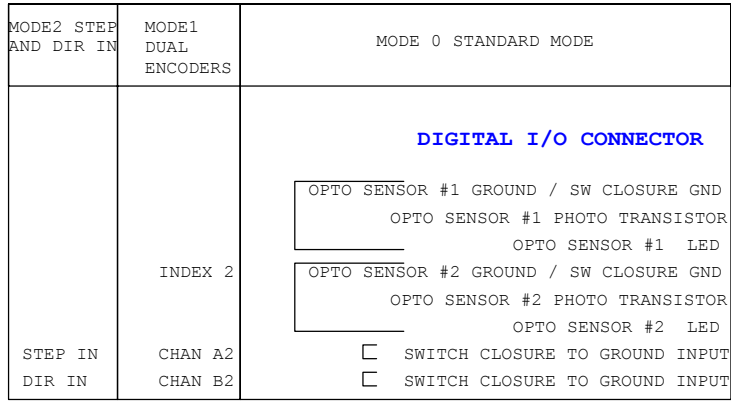 MODE2 STEP AND DIR IN
MODE1 DUAL ENCODERS
MODE 0 STANDARD MODE
DIGITAL I/O CONNECTOR
OPTO SENSOR #1 GROUND / SW CLOSURE GND
OPTO SENSOR #1 PHOTO TRANSISTOR
OPTO SENSOR #1 LED
INDEX 2 OPTO SENSOR #2 GROUND / SW CLOSURE GND
OPTO SENSOR #2 PHOTO TRANSISTOR
OPTO SENSOR #2 LED
STEP IN CHAN A2 SWITCH CLOSURE TO GROUND INPUT
DIR IN CHAN B2 SWITCH CLOSURE TO GROUND INPUT